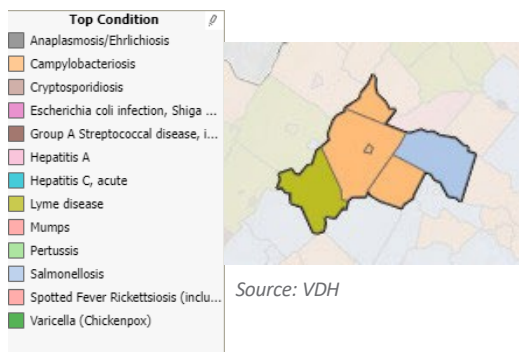 Top Condition
Anaplasmosis/Ehrlichiosis
Campylobacteriosis
Cryptosporidiosis
Escherichia coli infection, Shiga ...
Group A Streptococcal disease, i...
Hepatitis A
Hepatitis C, acute
Lyme disease
Mumps
Pertussis
Salmonellosis
Spotted Fever Rickettsiosis (inclu...
Varicella (Chickenpox)
Source: VDH